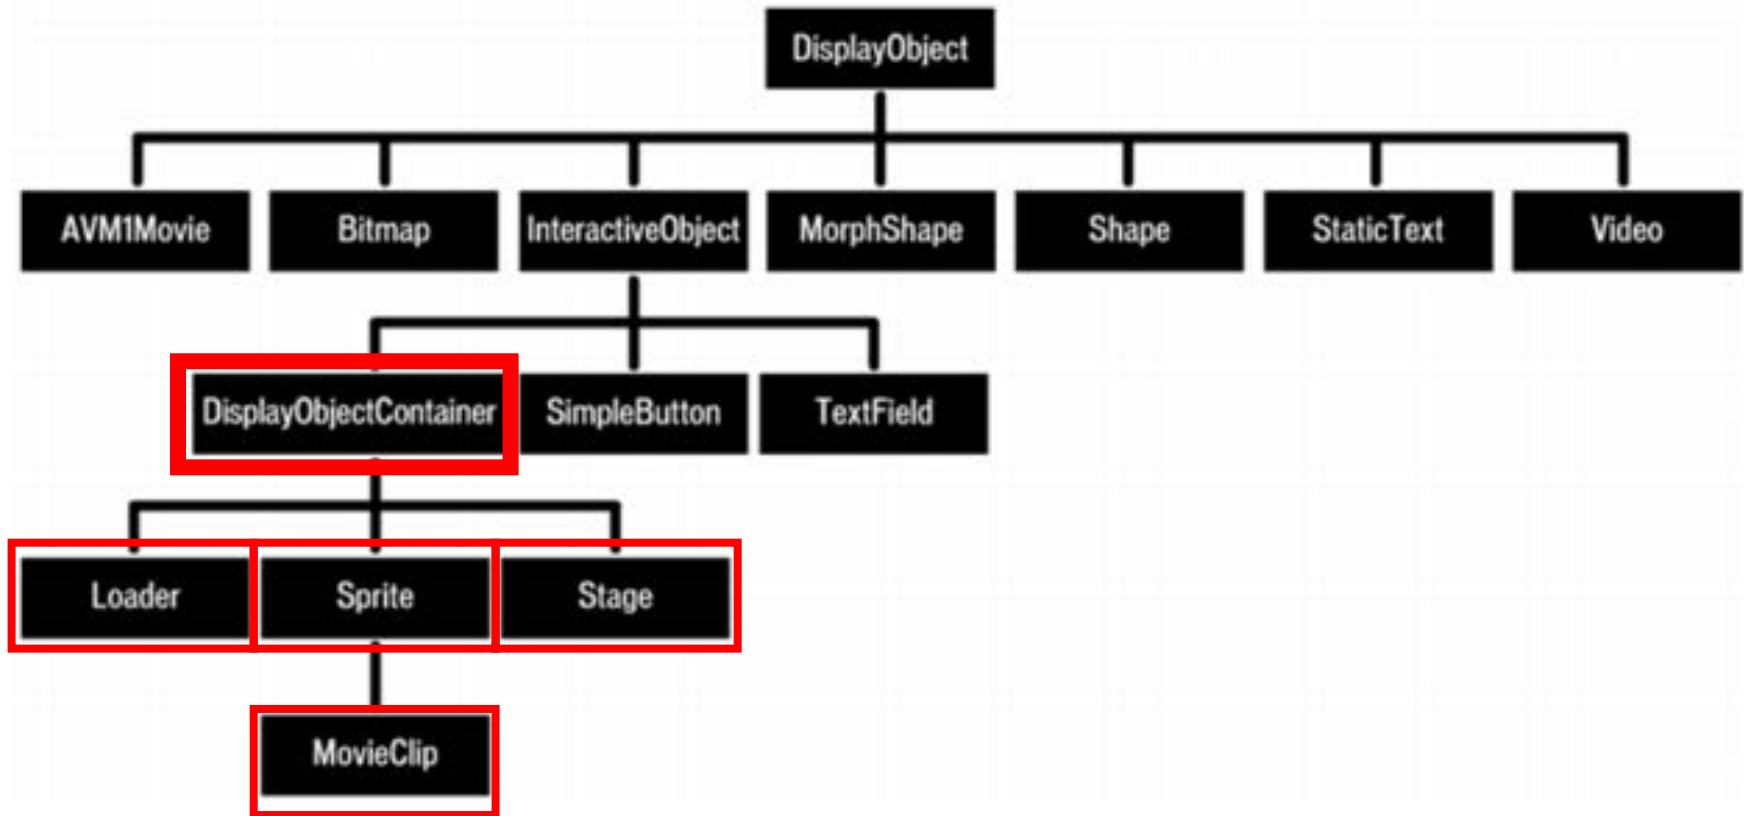 DisplayObject
AVM1Movie
Bitmap
InteractiveObject
MorphShape
Shape
StaticText
Video
DisplayObjectContainer
SimpleButton
TextField
Loader
Sprite
Stage
MovieClip